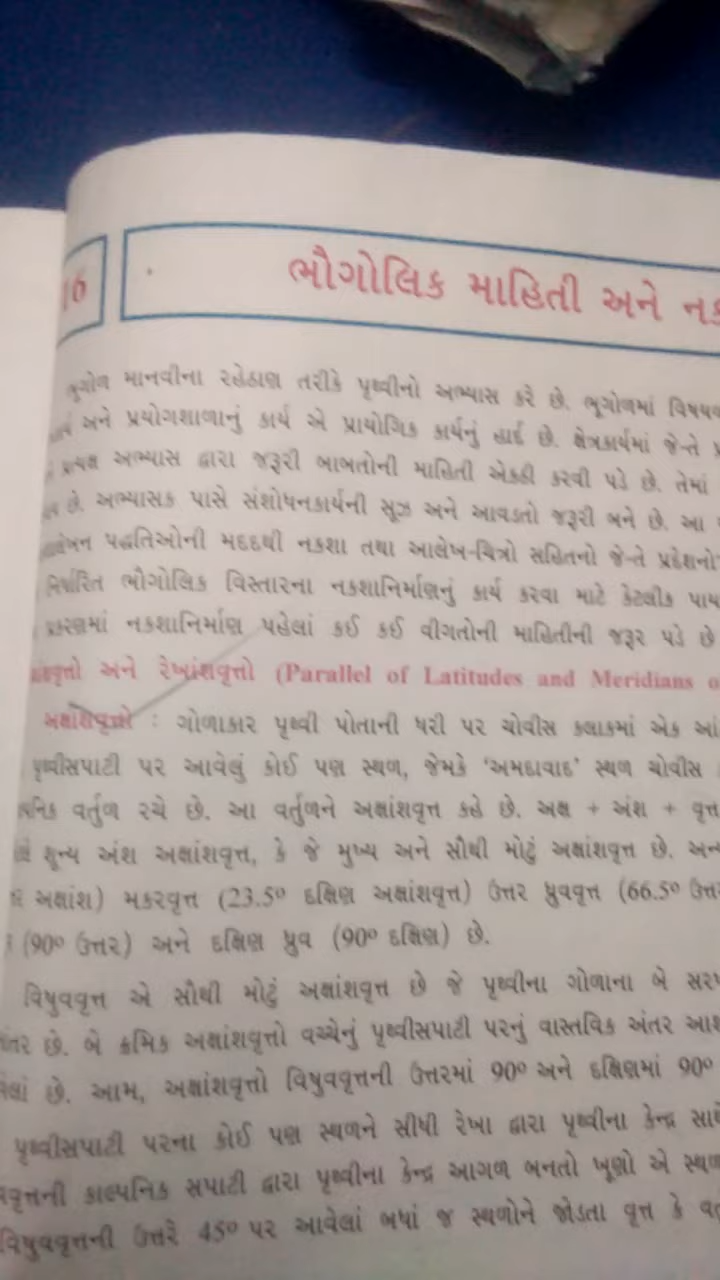 16
ભૌગોલિક માહિતી અને
ભૂગોળ માનવીના રહેઠાણ તરીકે પૃથ્વીનો અભ્યાસ કરે છે. ભૂગોળમાં
અને પ્રયોગશાળાનું કાર્ય એ પ્રાયોગિક કાર્યનું હાર્દ છે. ક્ષેત્રકાર્યમાં જે-તે
પ્રત્યક્ષ અભ્યાસ દ્વારા જરૂરી બાબતોની માહિતી એકઠી કરવી પડે છે. તેમાં
છે. અભ્યાસક પાસે સંશોધનકાર્યની સૂઝ અને આવડતો જરૂરી બને છે. આ
પદ્ધતિઓની મદદથી નકશા તથા આલેખ-ચિત્રો સહિતનો જે-તે પ્રદેશનો
નિર્ધારિત ભૌગોલિક વિસ્તારના નકશાનિર્માણનું કાર્ય કરવા માટે કેટલીક
પ્રકરણમાં નકશાનિર્માણ પહેલાં કઈ કઈ વીગતોની માહિતીની જરૂર પડે છે
અને રેખાંશવૃત્તો (Parallel of Latitudes and Meridians
અક્ષાંશવૃત્તો : ગોળાકાર પૃથ્વી પોતાની ધરી પર ચોવીસ કલાકમાં એક
પૃથ્વીસપાટી પર આવેલું કોઈ પણ સ્થળ, જેમકે ‘અમદાવાદ’ સ્થળ ચોવીસ
વર્તુળ રચે છે. આ વર્તુળને અક્ષાંશવૃત્ત કહે છે. અક્ષ + અંશ + વૃત્ત
શૂન્ય અંશ અક્ષાંશવૃત્ત, કે જે મુખ્ય અને સૌથી મોટું અક્ષાંશવૃત્ત છે.
અક્ષાંશ) મકરવૃત્ત (23.5° દક્ષિણ અક્ષાંશવૃત્ત) ઉત્તર ધ્રુવવૃત્ત (66.5°
(90° ઉત્તર) અને દક્ષિણ ધ્રુવ (90° દક્ષિણ) છે.
વિષુવવૃત્ત એ સૌથી મોટું અક્ષાંશવૃત્ત છે જે પૃથ્વીના ગોળાના બે
છે. બે ક્રમિક અક્ષાંશવૃત્તો વચ્ચેનું પૃથ્વીસપાટી પરનું વાસ્તવિક અંતર
છે. આમ, અક્ષાંશવૃત્તો વિષુવવૃત્તની ઉત્તરમાં 90° અને દક્ષિણમાં 90°
પૃથ્વીસપાટી પરના કોઈ પણ સ્થળને સીધી રેખા દ્વારા પૃથ્વીના કેન્દ્ર
કાલ્પનિક સપાટી દ્વારા પૃથ્વીના કેન્દ્ર આગળ બનતો ખૂણો એ
વિષુવવૃત્તની ઉત્તરે 45° પર આવેલાં બધાં જ સ્થળોને જોડતા વૃત્ત કે